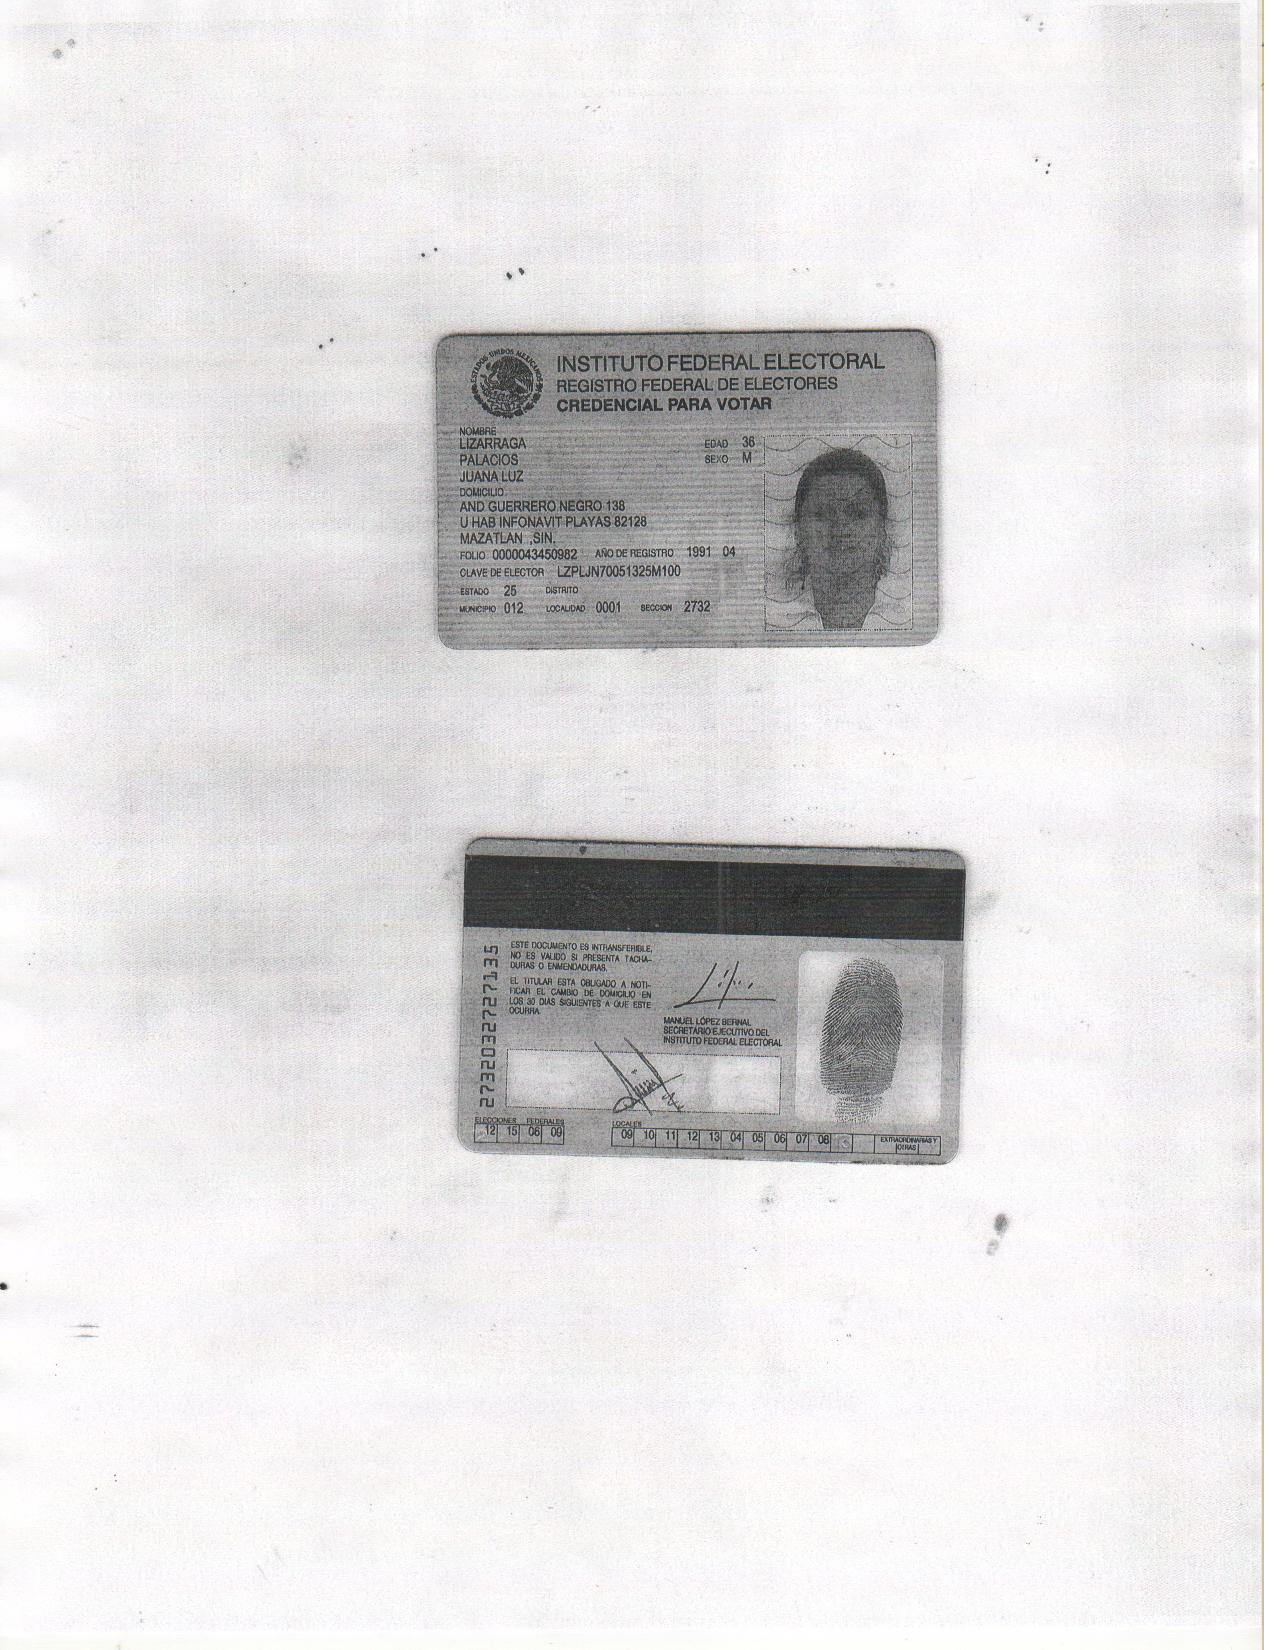 ESTADOS UNIDOS MEXICANOS
INSTITUTO FEDERAL ELECTORAL
REGISTRO FEDERAL DE ELECTORES
CREDENCIAL PARA VOTAR
NOMBRE
LIZARRAGA
PALACIOS
JUANA LUZ
EDAD 36
SEXO M
DOMICILIO
AND GUERRERO NEGRO 138
U HAB INFONAVIT PLAYAS 82128
MAZATLAN ,SIN.
FOLIO 0000043450982 AÑO DE REGISTRO 1991 04
CLAVE DE ELECTOR LZPLJN70051325M100
ESTADO 25 DISTRITO
MUNICIPIO 012 LOCALIDAD 0001 SECCION 2732
2732032727135
ESTE DOCUMENTO ES INTRANSFERIBLE,
NO ES VALIDO SI PRESENTA TACHA-
DURAS O ENMENDADURAS.
EL TITULAR ESTA OBLIGADO A NOTI-
FICAR EL CAMBIO DE DOMICILIO EN
LOS 30 DIAS SIGUIENTES A QUE ESTE
OCURRA
MANUEL LÓPEZ BERNAL
SECRETARIO EJECUTIVO DEL
INSTITUTO FEDERAL ELECTORAL
ELECCIONES FEDERALES
12 15 06 09
LOCALES
09 10 11 12 13 04 05 06 07 08
EXTRAORDINARIAS Y
OTRAS